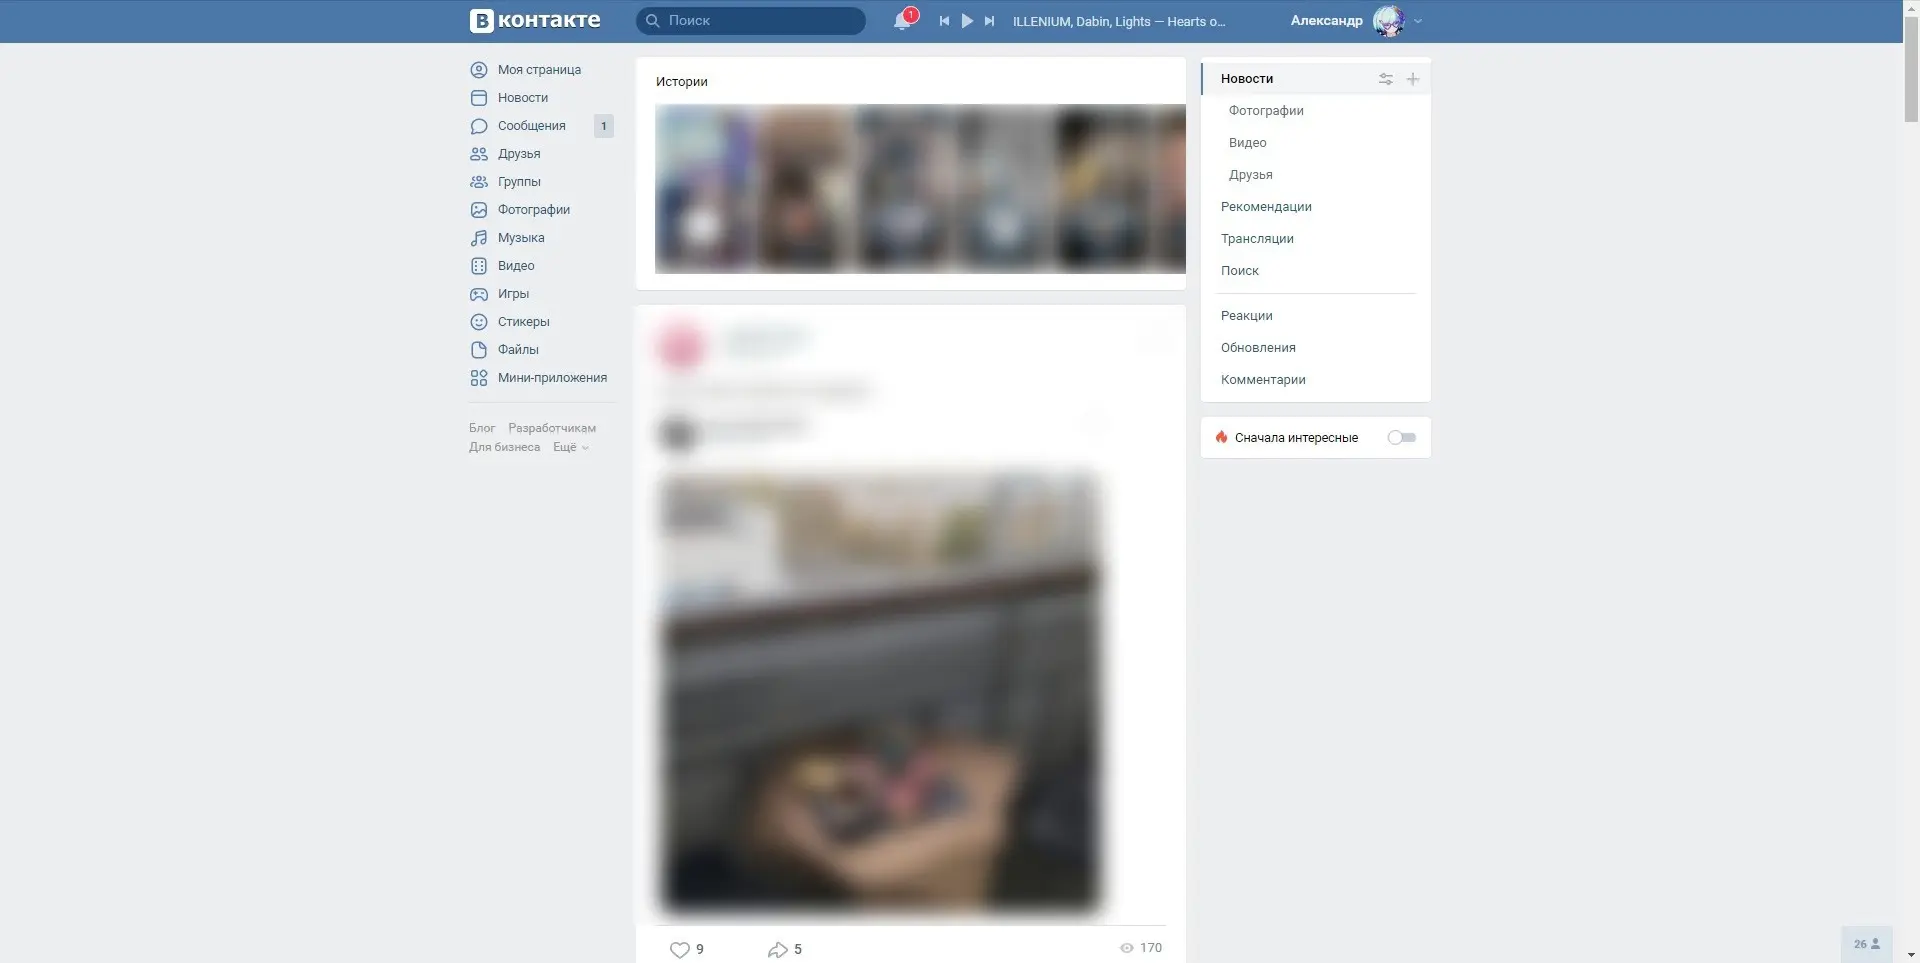 В контакте
Поиск
1
ILLENIUM, Dabin, Lights — Hearts o...
Александр
Моя страница
Новости
Сообщения 1
Друзья
Группы
Фотографии
Музыка
Видео
Игры
Стикеры
Файлы
Мини-приложения
Блог Разработчикам
Для бизнеса Ещё
Истории
9 5 170
Новости
Фотографии
Видео
Друзья
Рекомендации
Трансляции
Поиск
Реакции
Обновления
Комментарии
Сначала интересные
26